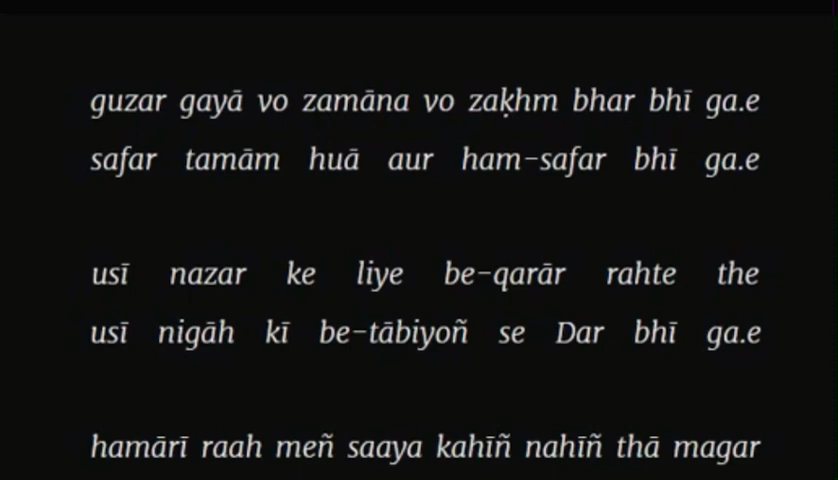 guzar gayā vo zamāna vo zaḳhm bhar bhī ga.e
safar tamām huā aur ham-safar bhī ga.e
usī nazar ke liye be-qarār rahte the
usī nigāh kī be-tābiyoñ se Dar bhī ga.e
hamārī raah meñ saaya kahīñ nahīñ thā magar